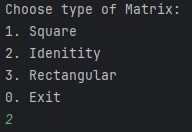 Choose type of Matrix:
1. Square
2. Idenitity
3. Rectangular
0. Exit
2